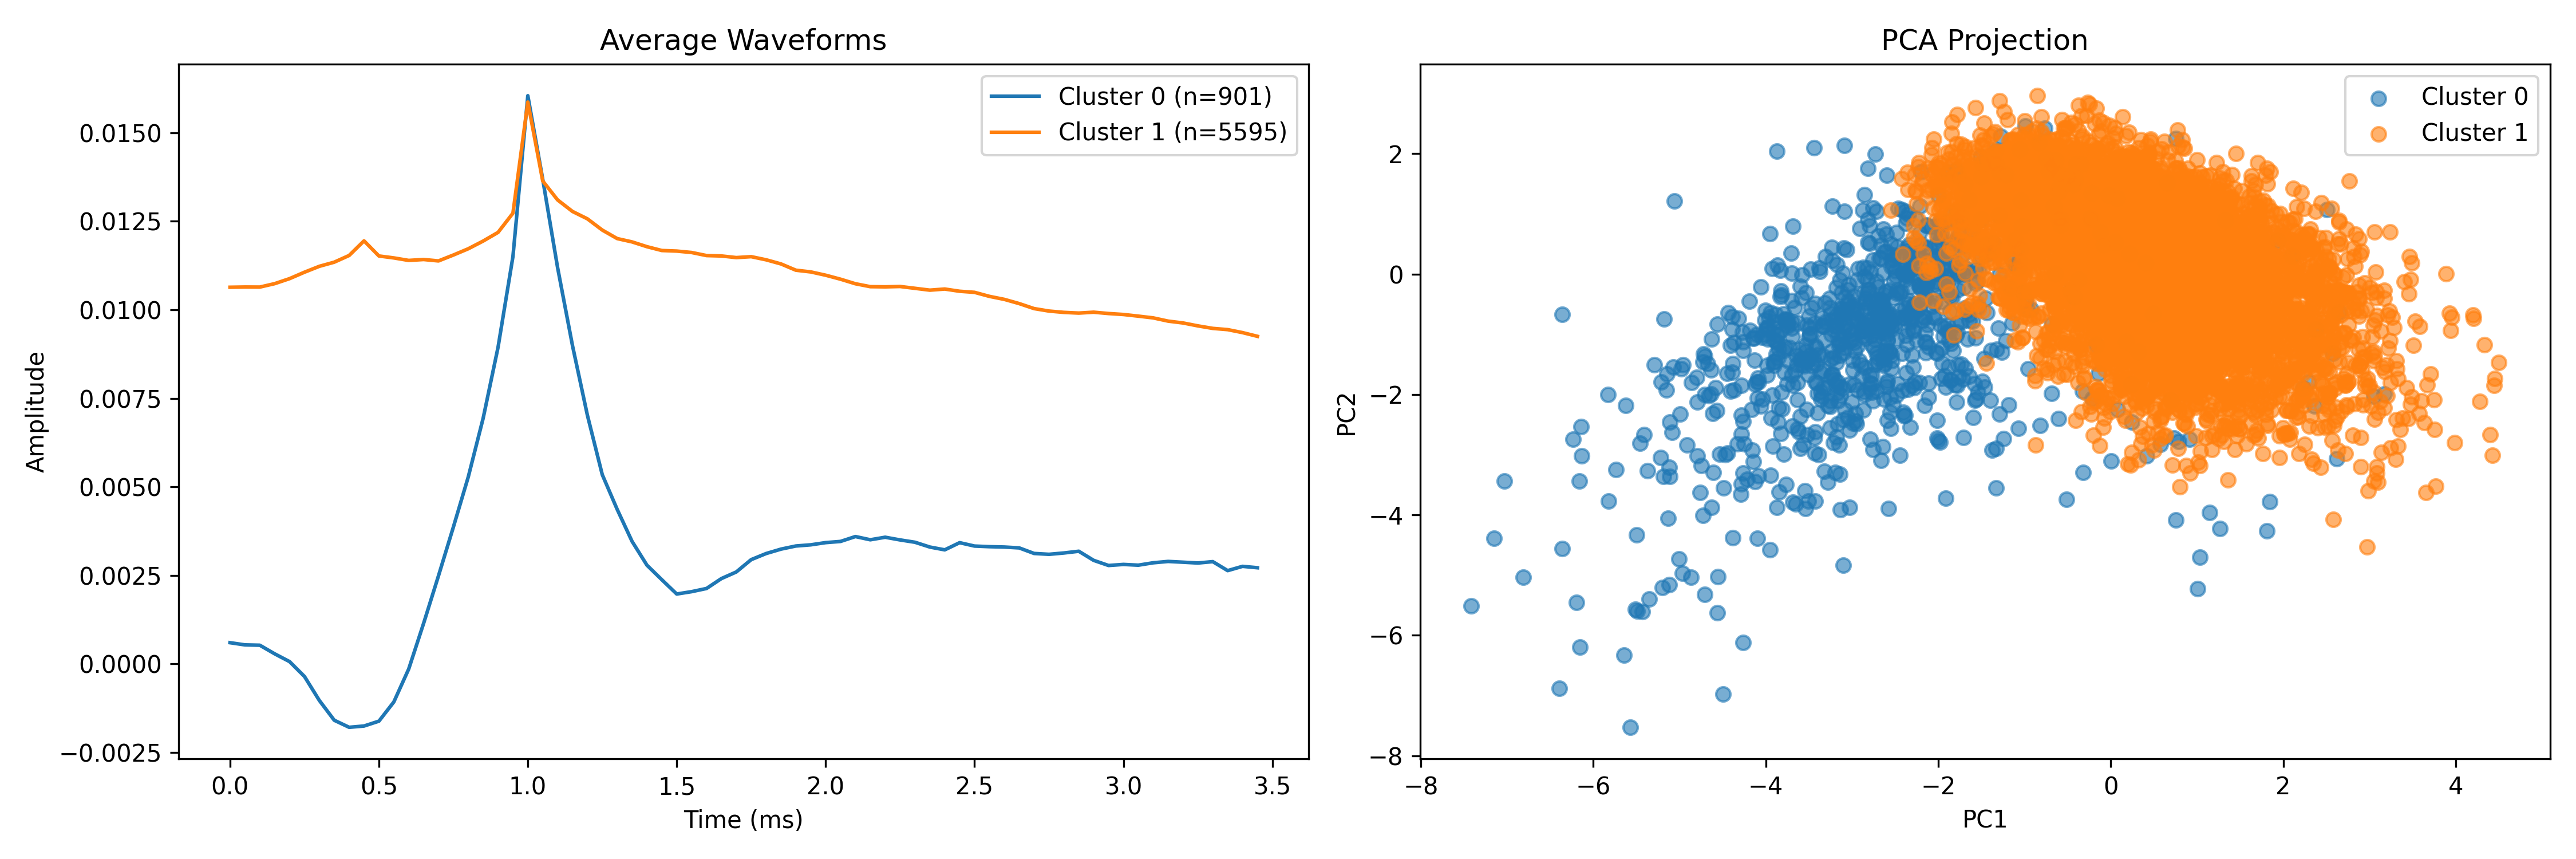 Average Waveforms
Cluster 0 (n=901)
Cluster 1 (n=5595)
0.0150
0.0125
0.0100
0.0075
0.0050
0.0025
0.0000
−0.0025
Amplitude
0.0 0.5 1.0 1.5 2.0 2.5 3.0 3.5
Time (ms)
PCA Projection
Cluster 0
Cluster 1
2
0
−2
−4
−6
−8
PC2
−8 −6 −4 −2 0 2 4
PC1